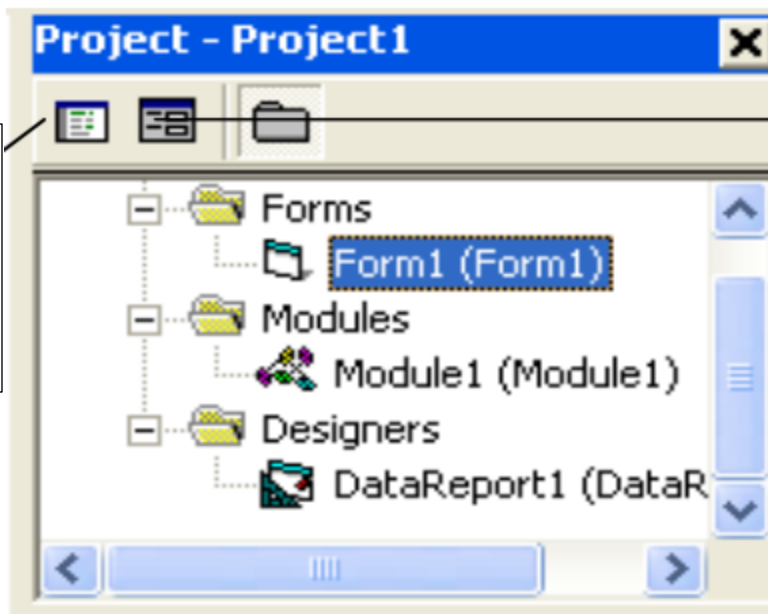 Project - Project1
Forms
Form1 (Form1)
Modules
Module1 (Module1)
Designers
DataReport1 (DataR